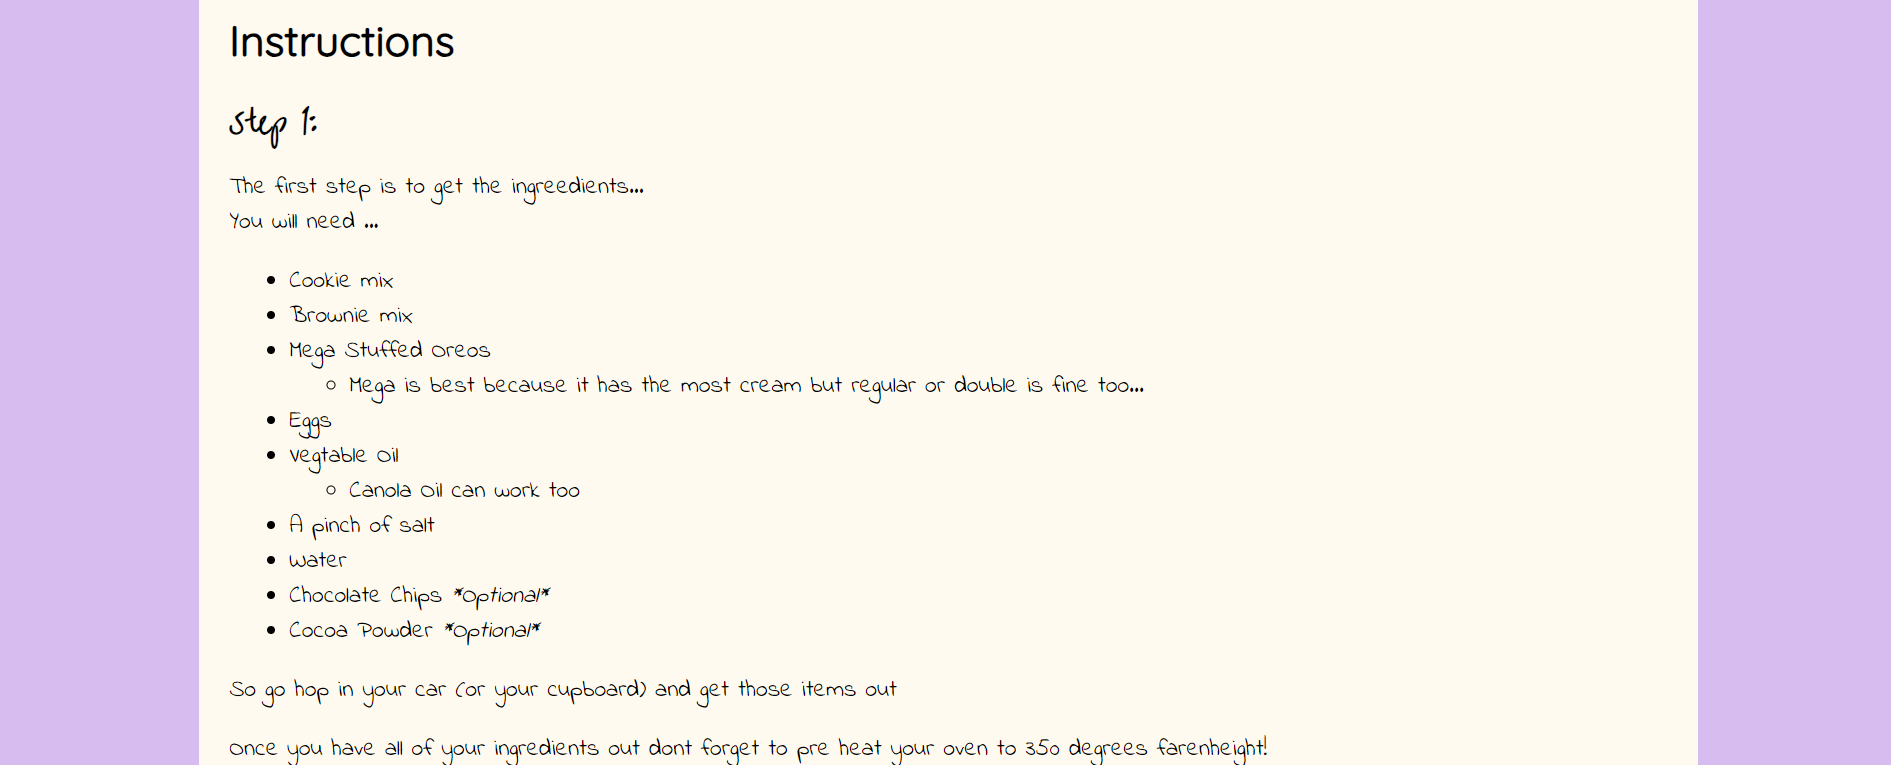 Instructions
Step 1:
The first step is to get the ingreedients...
You will need ...
Cookie mix
Brownie mix
Mega Stuffed Oreos
Mega is best because it has the most cream but regular or double is fine too...
Eggs
Vegtable Oil
Canola Oil can work too
A pinch of salt
Water
Chocolate Chips *Optional*
Cocoa Powder *Optional*
So go hop in your car (or your cupboard) and get those items out
Once you have all of your ingredients out dont forget to pre heat your oven to 350 degrees farenheight!